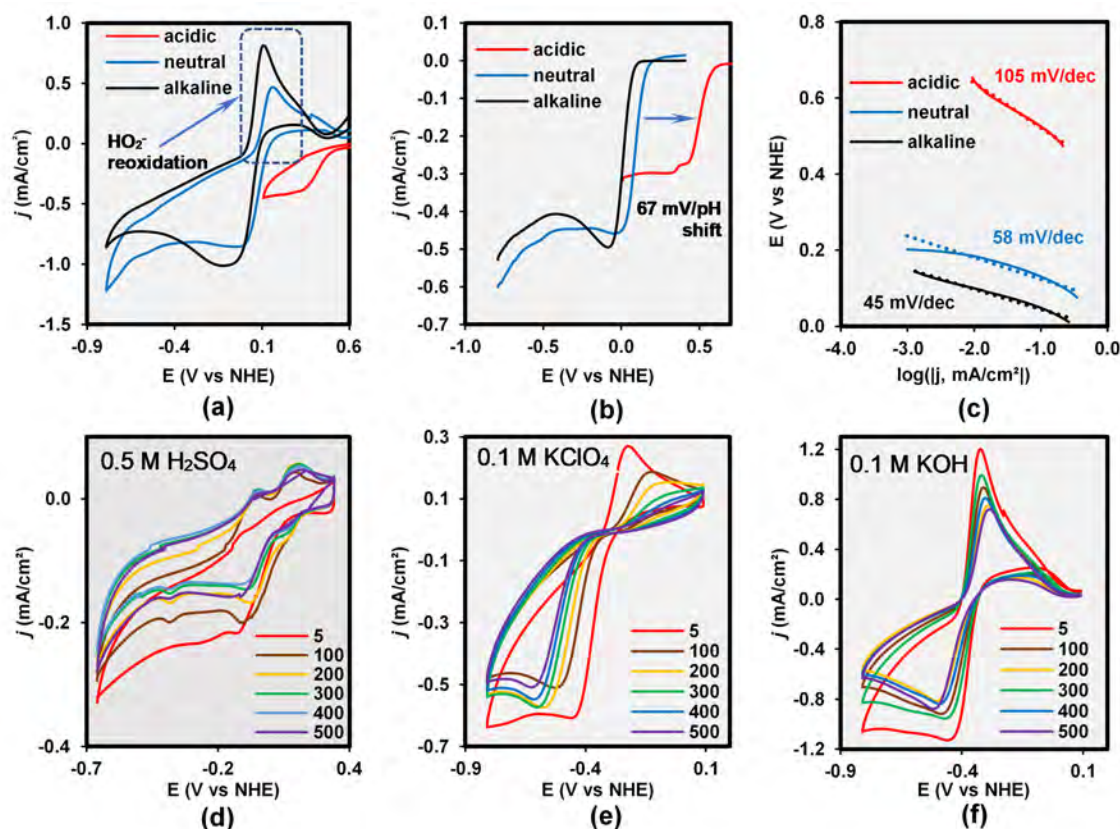 1.0
0.5
0.0
-0.5
-1.0
-1.5
j (mA/cm²)
acidic
neutral
alkaline
HO₂⁻
reoxidation
-0.9 -0.4 0.1 0.6
E (V vs NHE)
(a)
0.1
0.0
-0.1
-0.2
-0.3
-0.4
-0.5
-0.6
-0.7
j (mA/cm²)
acidic
neutral
alkaline
67 mV/pH
shift
-1.0 -0.5 0.0 0.5
E (V vs NHE)
(b)
0.8
0.6
0.4
0.2
0.0
E (V vs NHE)
acidic
neutral
alkaline
105 mV/dec
58 mV/dec
45 mV/dec
-4.0 -3.0 -2.0 -1.0 0.0
log(|j, mA/cm²|)
(c)
0.5 M H₂SO₄
0.0
-0.2
-0.4
j (mA/cm²)
5
100
200
300
400
500
-0.7 -0.2 0.4
E (V vs NHE)
(d)
0.1 M KClO₄
0.3
0.1
-0.1
-0.3
-0.5
-0.7
j (mA/cm²)
5
100
200
300
400
500
-0.9 -0.4 0.1
E (V vs NHE)
(e)
0.1 M KOH
1.2
0.8
0.4
0.0
-0.4
-0.8
-1.2
j (mA/cm²)
5
100
200
300
400
500
-0.9 -0.4 0.1
E (V vs NHE)
(f)